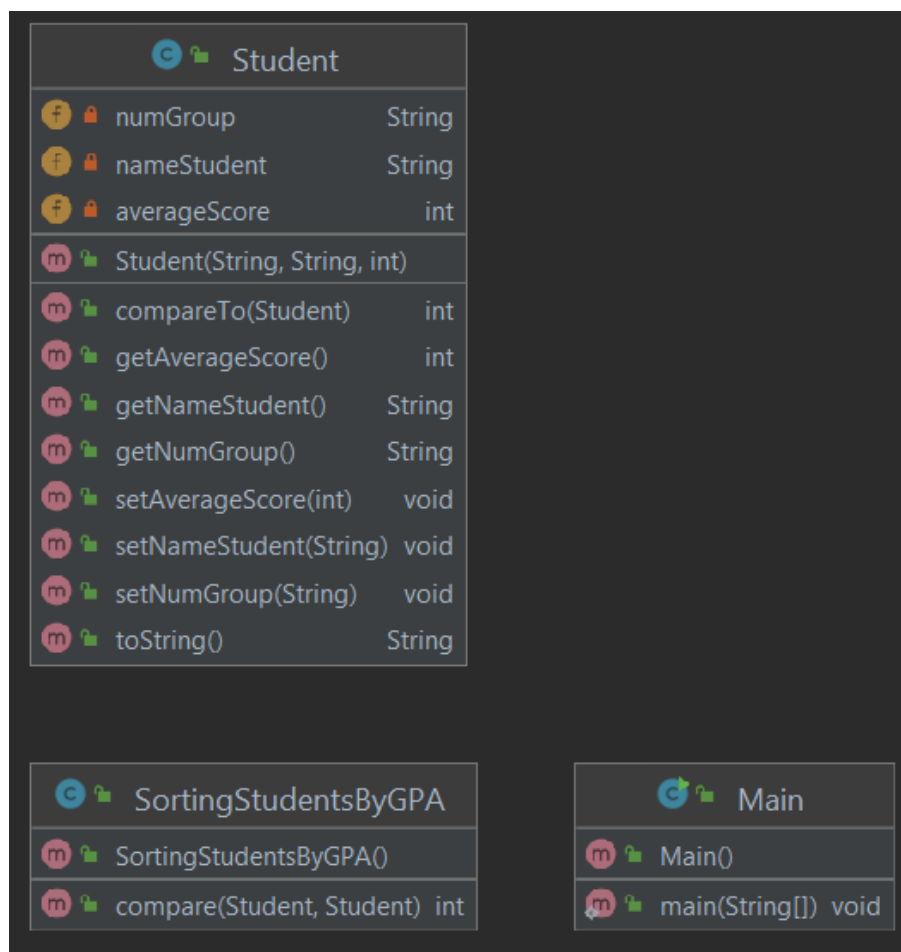 Student
numGroup String
nameStudent String
averageScore int
Student(String, String, int)
compareTo(Student) int
getAverageScore() int
getNameStudent() String
getNumGroup() String
setAverageScore(int) void
setNameStudent(String) void
setNumGroup(String) void
toString() String
SortingStudentsByGPA
SortingStudentsByGPA()
compare(Student, Student) int
Main
Main()
main(String[]) void